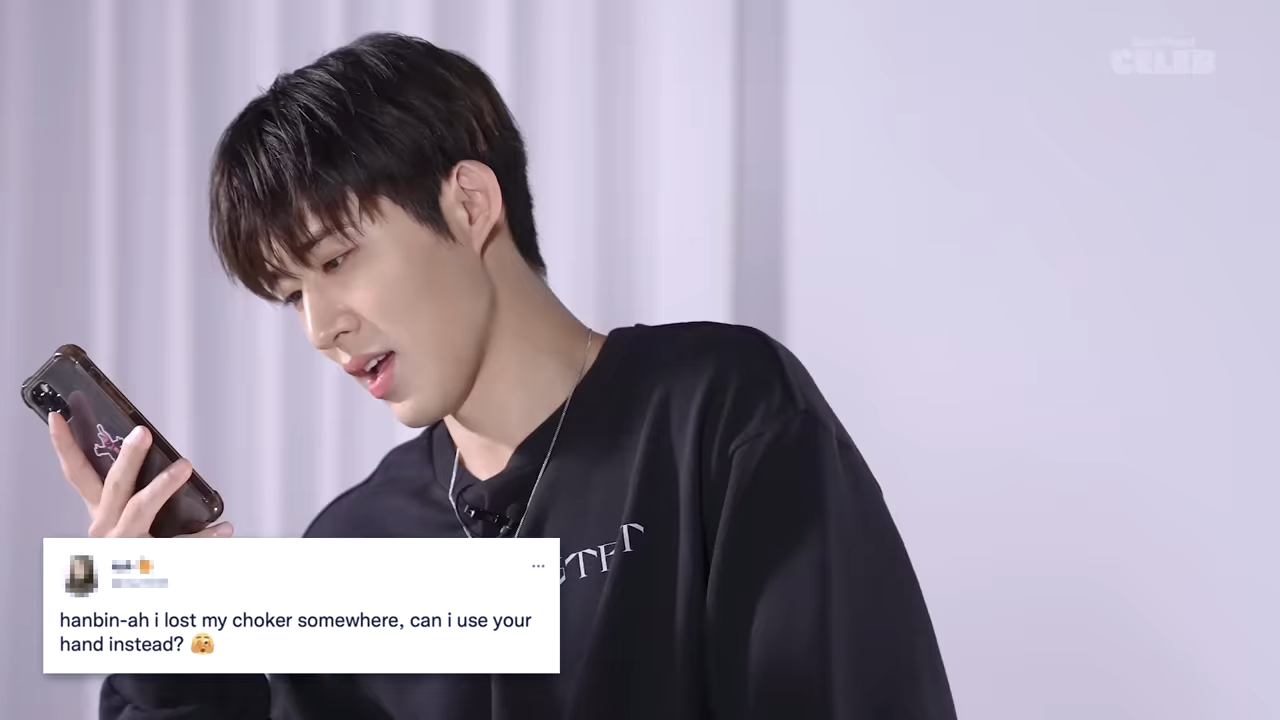 CELEB
hanbin-ah i lost my choker somewhere, can i use your
hand instead? 🫣